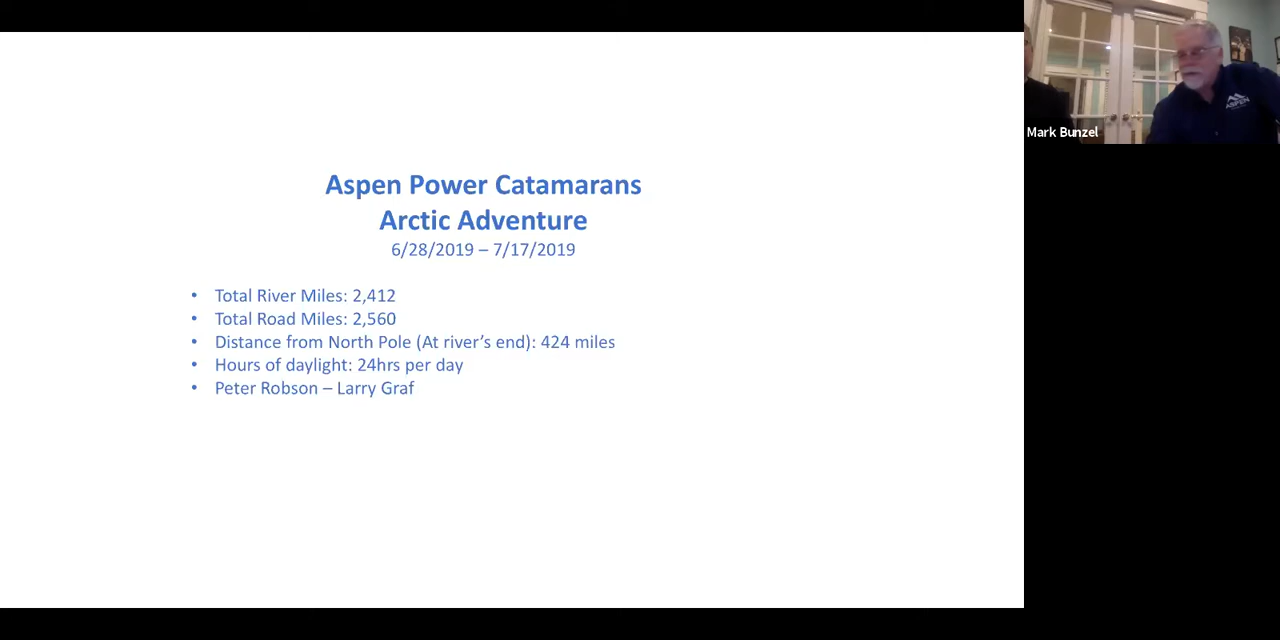 Aspen Power Catamarans
Arctic Adventure
6/28/2019 – 7/17/2019
• Total River Miles: 2,412
• Total Road Miles: 2,560
• Distance from North Pole (At river’s end): 424 miles
• Hours of daylight: 24hrs per day
• Peter Robson – Larry Graf
Mark Bunzel
ASPEN